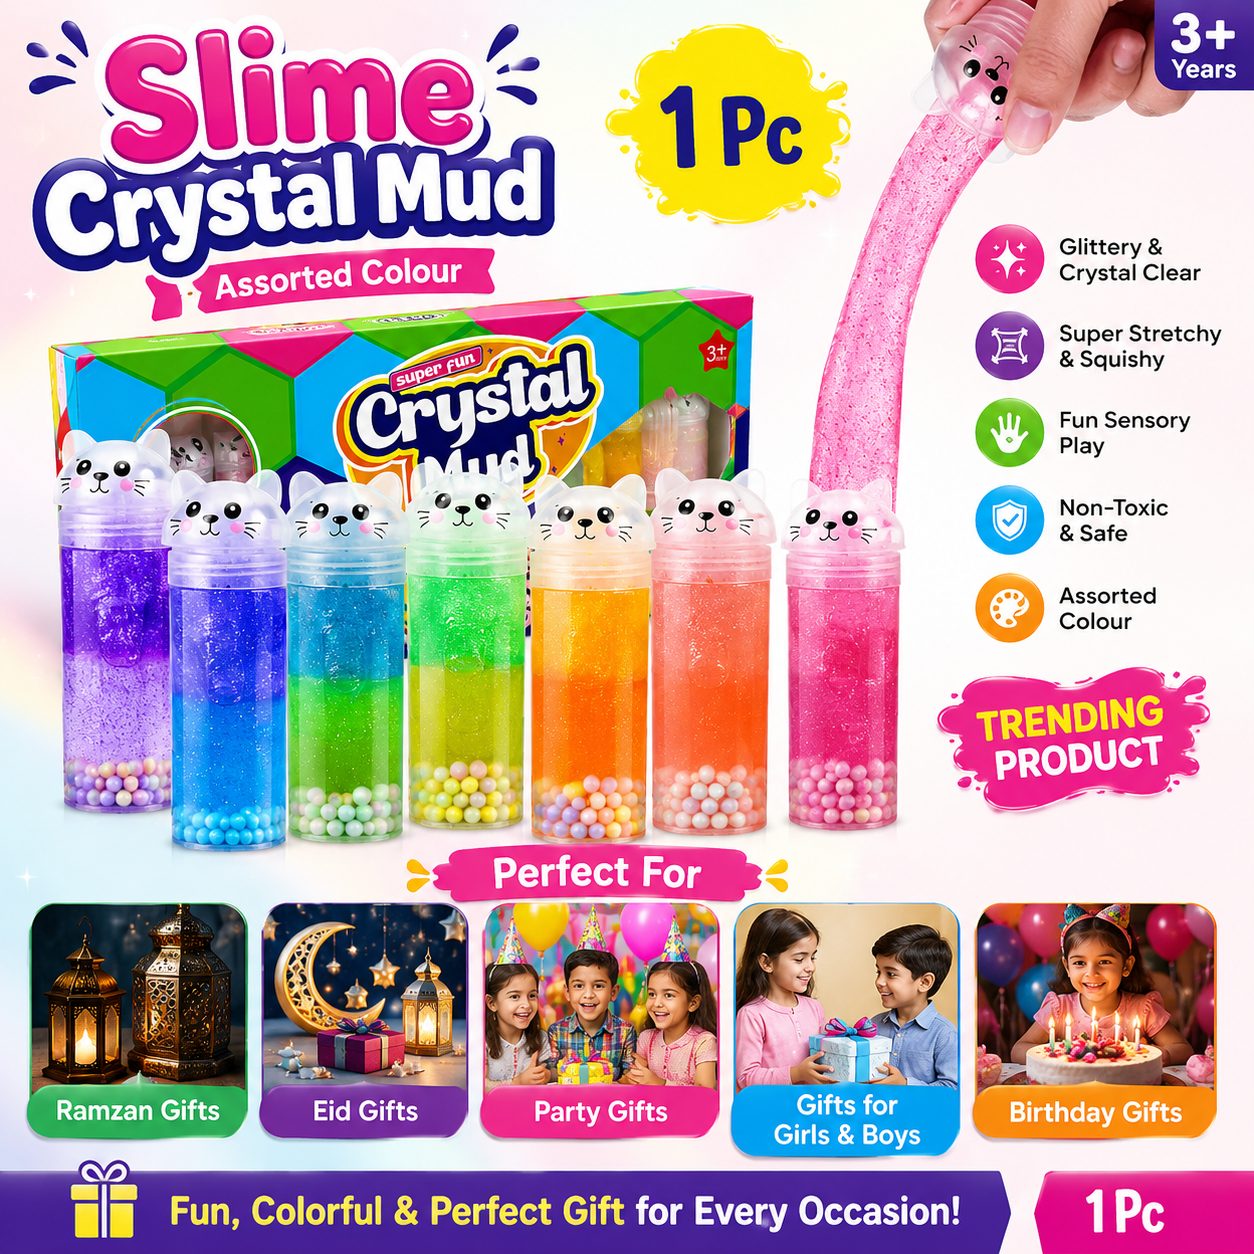 Slime
Crystal Mud
Assorted Colour
1 Pc
3+
Years
Glittery &
Crystal Clear
Super Stretchy
& Squishy
Fun Sensory
Play
Non-Toxic
& Safe
Assorted
Colour
TRENDING
PRODUCT
super fun
Crystal
Mud
3+
Perfect For
Ramzan Gifts
Eid Gifts
Party Gifts
Gifts for
Girls & Boys
Birthday Gifts
Fun, Colorful & Perfect Gift for Every Occasion!
1 Pc